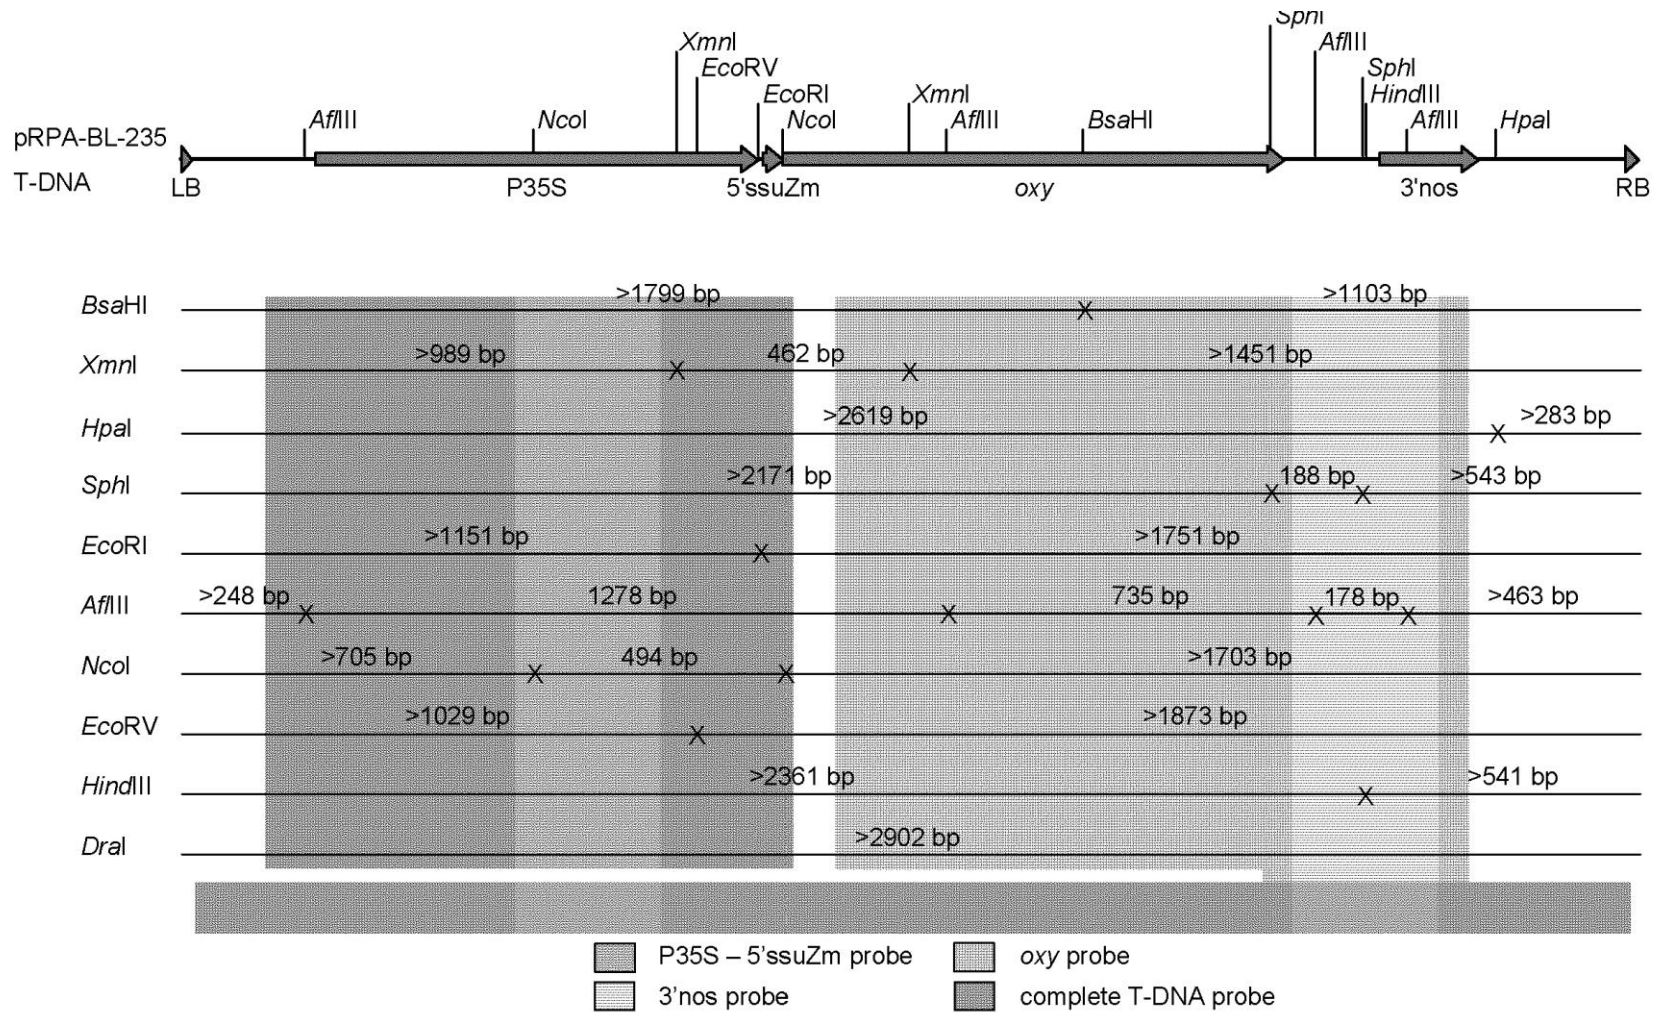 SphI
XmnI AflIII
EcoRV SphI
EcoRI XmnI HindIII
AflIII NcoI NcoI AflIII BsaHI AflIII HpaI
pRPA-BL-235
T-DNA
LB P35S 5'ssuZm oxy 3'nos RB
>1799 bp >1103 bp
BsaHI
>989 bp 462 bp >1451 bp
XmnI
>2619 bp >283 bp
HpaI
>2171 bp 188 bp >543 bp
SphI
>1151 bp >1751 bp
EcoRI
>248 bp 1278 bp 735 bp 178 bp >463 bp
AflIII
>705 bp 494 bp >1703 bp
NcoI
>1029 bp >1873 bp
EcoRV
>2361 bp >541 bp
HindIII
>2902 bp
DraI
P35S – 5'ssuZm probe oxy probe
3'nos probe complete T-DNA probe